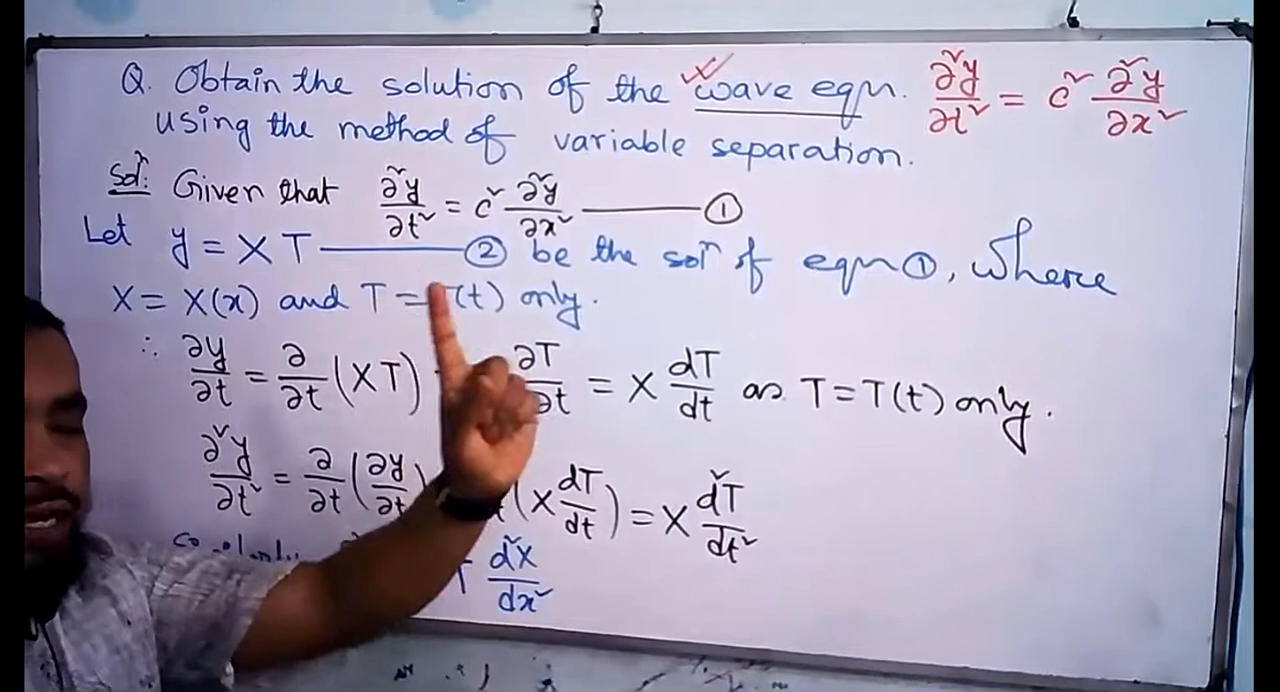 Q. Obtain the solution of the wave eqn. ∂²y/∂t² = c² ∂²y/∂x²
using the method of variable separation.
Solⁿ: Given that ∂²y/∂t² = c² ∂²y/∂x² ——— ①
Let y = X T ——— ② be the solⁿ of eqn ①, where
X = X(x) and T = (t) only.
∴ ∂y/∂t = ∂/∂t (XT) ∂T/∂t = X dT/dt as T = T(t) only.
∂²y/∂t² = ∂/∂t (∂y/∂t) (X dT/dt) = X d²T/dt²
T d²X/dx²